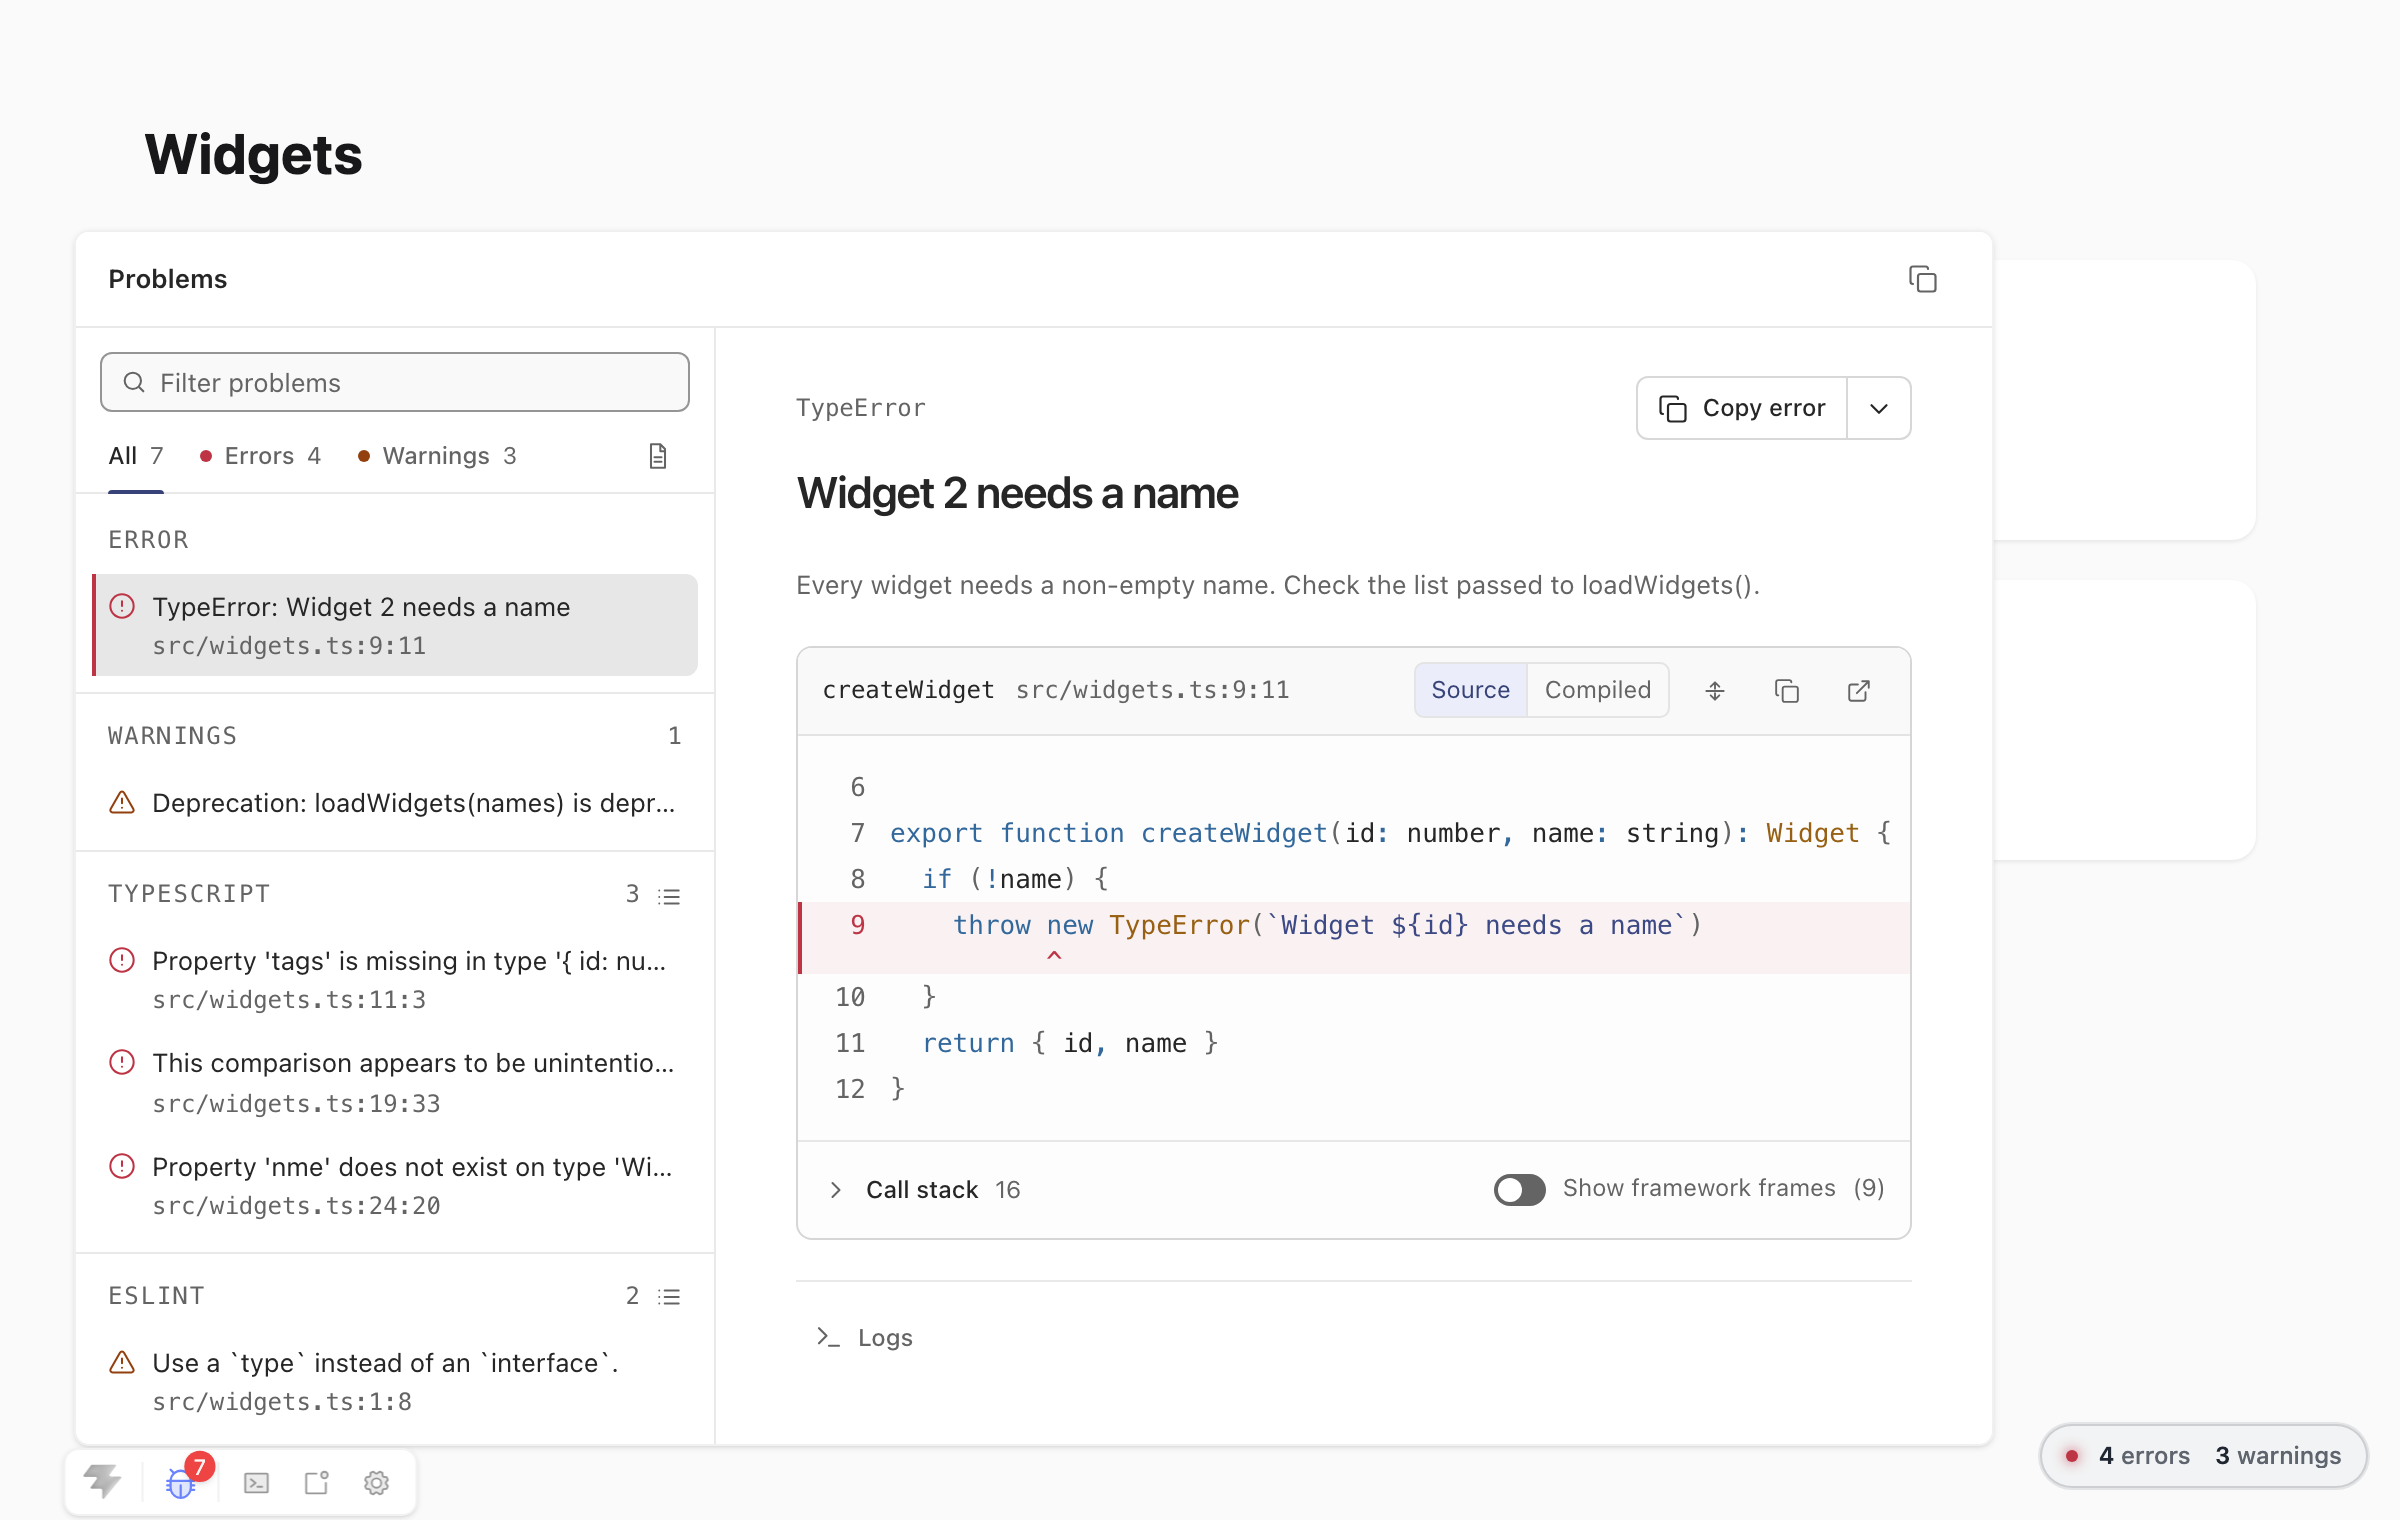 Widgets
Problems
Filter problems
All 7 Errors 4 Warnings 3
ERROR
TypeError: Widget 2 needs a name
src/widgets.ts:9:11
WARNINGS 1
Deprecation: loadWidgets(names) is depr...
TYPESCRIPT 3
Property 'tags' is missing in type '{ id: nu...
src/widgets.ts:11:3
This comparison appears to be unintentio...
src/widgets.ts:19:33
Property 'nme' does not exist on type 'Wi...
src/widgets.ts:24:20
ESLINT 2
Use a `type` instead of an `interface`.
src/widgets.ts:1:8
TypeError
Copy error
Widget 2 needs a name
Every widget needs a non-empty name. Check the list passed to loadWidgets().
createWidget src/widgets.ts:9:11 Source Compiled
6
7 export function createWidget(id: number, name: string): Widget {
8 if (!name) {
9 throw new TypeError(`Widget ${id} needs a name`)
^
10 }
11 return { id, name }
12 }
Call stack 16 Show framework frames (9)
>_ Logs
7
4 errors 3 warnings